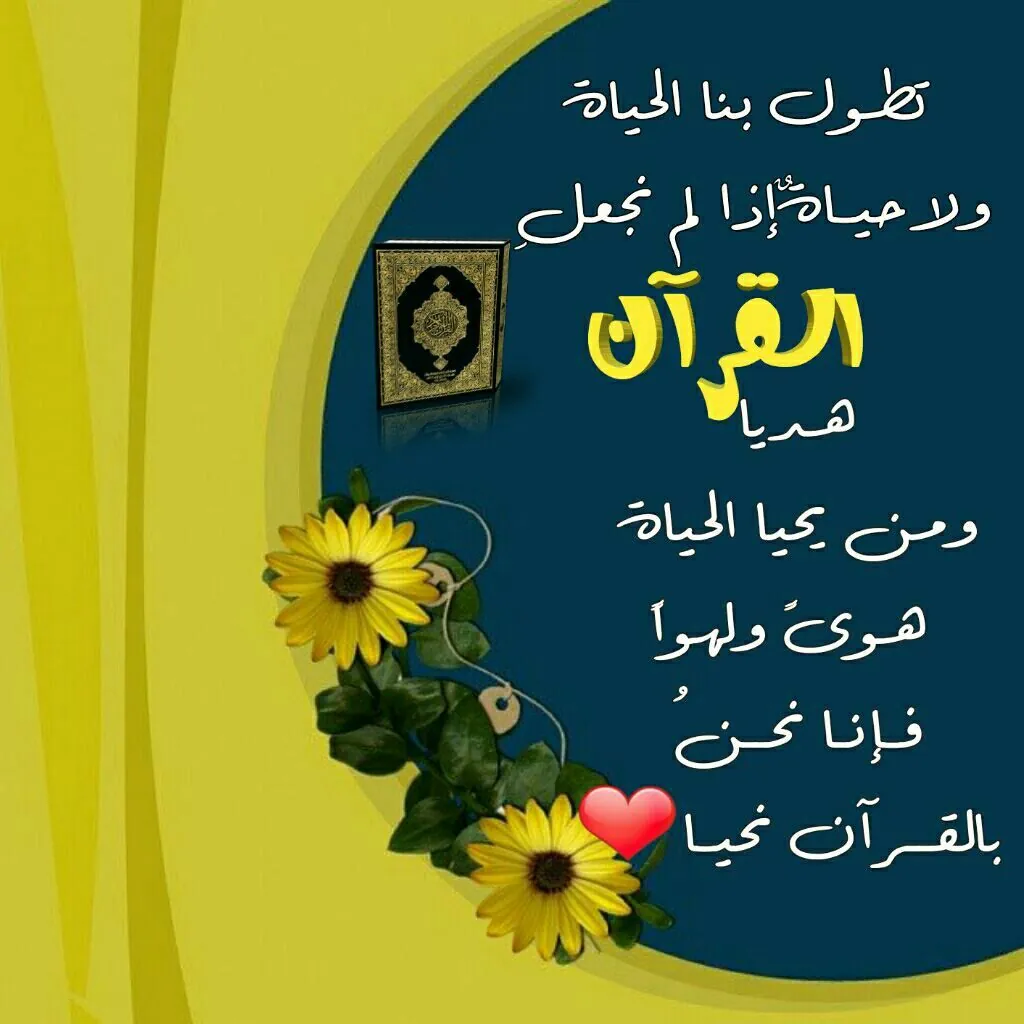 تطول بنا الحياة
ولا حياةٌ إذا لم نجعلِ
القرآن
هديا
ومن يحيا الحياة
هوىً ولهواً
فإنا نحنُ
بالقرآن نحيا